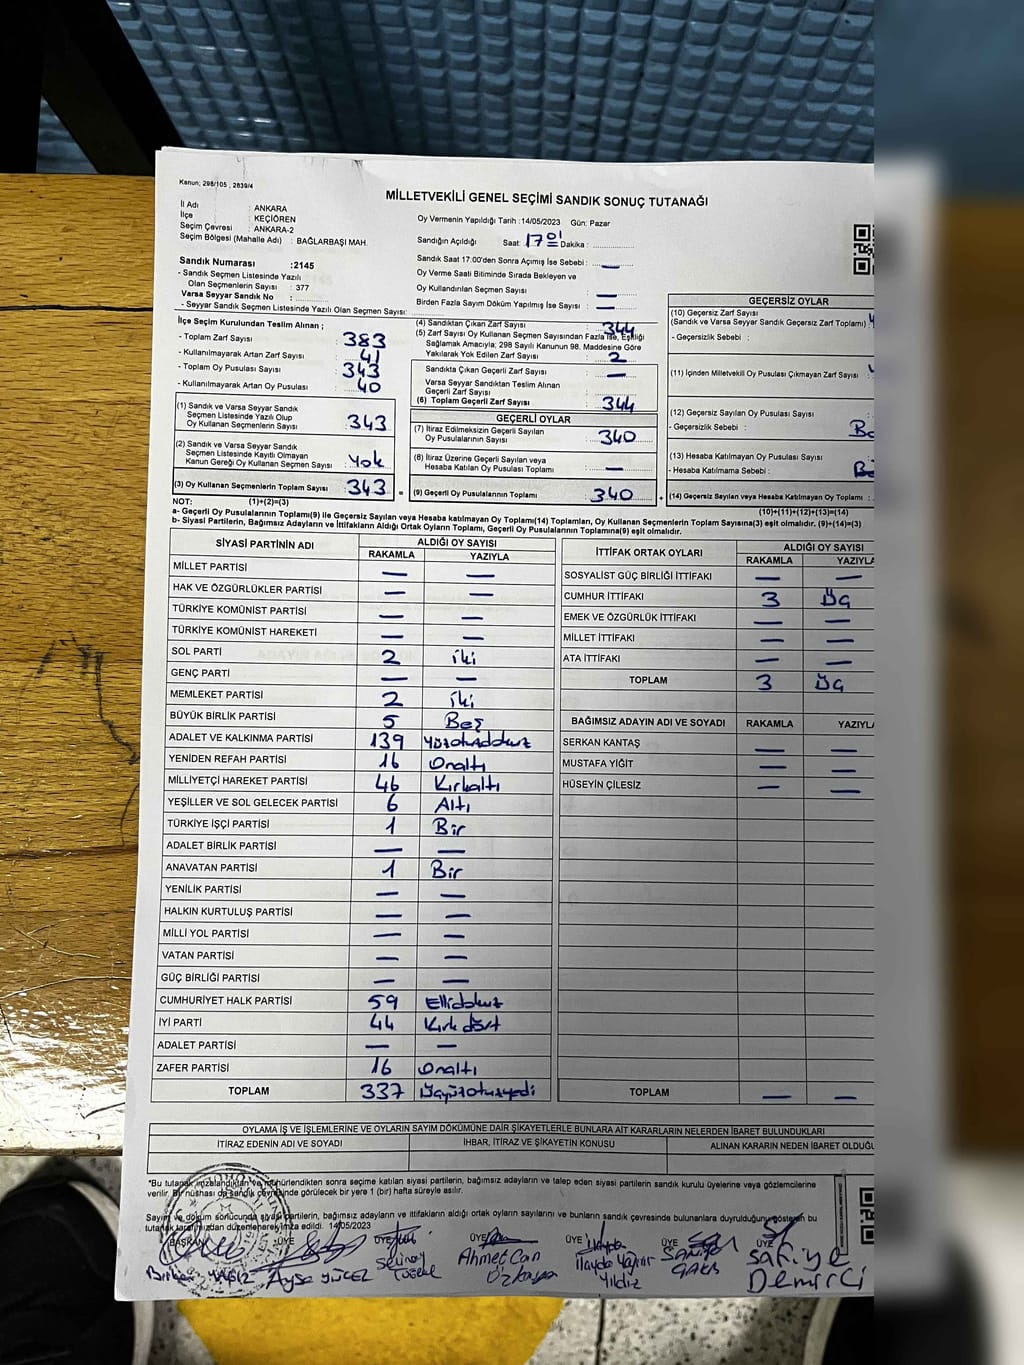 Kanun; 298/105 , 2839/4
MİLLETVEKİLİ GENEL SEÇİMİ SANDIK SONUÇ TUTANAĞI
İl Adı : ANKARA
İlçe : KEÇİÖREN
Seçim Çevresi : ANKARA-2
Seçim Bölgesi (Mahalle Adı) : BAĞLARBAŞI MAH.
Oy Vermenin Yapıldığı Tarih :14/05/2023 Gün: Pazar
Sandığın Açıldığı Saat: 17 01 Dakika :
Sandık Numarası :2145
- Sandık Seçmen Listesinde Yazılı
Olan Seçmenlerin Sayısı : 377
Varsa Seyyar Sandık No :
- Seyyar Sandık Seçmen Listesinde Yazılı Olan Seçmen Sayısı:
Sandık Saat 17:00'den Sonra Açımış İse Sebebi : —
Oy Verme Saati Bitiminde Sırada Bekleyen ve
Oy Kullandırılan Seçmen Sayısı : —
Birden Fazla Sayım Döküm Yapılmış İse Sayısı : —
İlçe Seçim Kurulundan Teslim Alınan ;
- Toplam Zarf Sayısı : 383
- Kullanılmayarak Artan Zarf Sayısı : 41
- Toplam Oy Pusulası Sayısı : 343
- Kullanılmayarak Artan Oy Pusulası : 40
(1) Sandık ve Varsa Seyyar Sandık
Seçmen Listesinde Yazılı Olup
Oy Kullanan Seçmenlerin Sayısı : 343
(2) Sandık ve Varsa Seyyar Sandık
Seçmen Listesinde Kayıtlı Olmayan
Kanun Gereği Oy Kullanan Seçmen Sayısı : Yok
(3) Oy Kullanan Seçmenlerin Toplam Sayısı : 343
(4) Sandıktan Çıkan Zarf Sayısı : 344
(5) Zarf Sayısı Oy Kullanan Seçmen Sayısından Fazla İse, Eşitliği
Sağlamak Amacıyla; 298 Sayılı Kanunun 98. Maddesine Göre
Yakılarak Yok Edilen Zarf Sayısı : 2
Sandıkta Çıkan Geçerli Zarf Sayısı : —
Varsa Seyyar Sandıktan Teslim Alınan
Geçerli Zarf Sayısı :
(6) Toplam Geçerli Zarf Sayısı : 344
GEÇERLİ OYLAR
(7) İtiraz Edilmeksizin Geçerli Sayılan
Oy Pusulalarının Sayısı : 340
(8) İtiraz Üzerine Geçerli Sayılan veya
Hesaba Katılan Oy Pusulası Toplamı : —
= (9) Geçerli Oy Pusulalarının Toplamı : 340
GEÇERSİZ OYLAR
(10) Geçersiz Zarf Sayısı
(Sandık ve Varsa Seyyar Sandık Geçersiz Zarf Toplamı) :
- Geçersizlik Sebebi :
(11) İçinden Milletvekili Oy Pusulası Çıkmayan Zarf Sayısı :
(12) Geçersiz Sayılan Oy Pusulası Sayısı :
- Geçersizlik Sebebi :
(13) Hesaba Katılmayan Oy Pusulası Sayısı :
- Hesaba Katılmama Sebebi :
+ (14) Geçersiz Sayılan veya Hesaba Katılmayan Oy Toplamı :
NOT: (1)+(2)=(3)
(10)+(11)+(12)+(13)=(14)
a- Geçerli Oy Pusulalarının Toplamı(9) ile Geçersiz Sayılan veya Hesaba katılmayan Oy Toplamı(14) Toplamları, Oy Kullanan Seçmenlerin Toplam Sayısına(3) eşit olmalıdır. (9)+(14)=(3)
b- Siyasi Partilerin, Bağımsız Adayların ve İttifakların Aldığı Ortak Oyların Toplamı, Geçerli Oy Pusulalarının Toplamına(9) eşit olmalıdır.
SİYASİ PARTİNİN ADI ALDIĞI OY SAYISI
RAKAMLA YAZIYLA
MİLLET PARTİSİ — —
HAK VE ÖZGÜRLÜKLER PARTİSİ — —
TÜRKİYE KOMÜNİST PARTİSİ — —
TÜRKİYE KOMÜNİST HAREKETİ — —
SOL PARTİ 2 İki
GENÇ PARTİ — —
MEMLEKET PARTİSİ 2 İki
BÜYÜK BİRLİK PARTİSİ 5 Beş
ADALET VE KALKINMA PARTİSİ 139 Yüzotuzdokuz
YENİDEN REFAH PARTİSİ 16 Onaltı
MİLLİYETÇİ HAREKET PARTİSİ 46 Kırkaltı
YEŞİLLER VE SOL GELECEK PARTİSİ 6 Altı
TÜRKİYE İŞÇİ PARTİSİ 1 Bir
ADALET BİRLİK PARTİSİ — —
ANAVATAN PARTİSİ 1 Bir
YENİLİK PARTİSİ — —
HALKIN KURTULUŞ PARTİSİ — —
MİLLİ YOL PARTİSİ — —
VATAN PARTİSİ — —
GÜÇ BİRLİĞİ PARTİSİ — —
CUMHURİYET HALK PARTİSİ 59 Ellidokuz
İYİ PARTİ 44 Kırk dört
ADALET PARTİSİ — —
ZAFER PARTİSİ 16 Onaltı
TOPLAM 337 Üçyüzotuzyedi
İTTİFAK ORTAK OYLARI ALDIĞI OY SAYISI
RAKAMLA YAZIYLA
SOSYALİST GÜÇ BİRLİĞİ İTTİFAKI — —
CUMHUR İTTİFAKI 3 Üç
EMEK VE ÖZGÜRLÜK İTTİFAKI — —
MİLLET İTTİFAKI — —
ATA İTTİFAKI — —
TOPLAM 3 Üç
BAĞIMSIZ ADAYIN ADI VE SOYADI RAKAMLA YAZIYLA
SERKAN KANTAŞ — —
MUSTAFA YİĞİT — —
HÜSEYİN ÇİLESİZ — —
TOPLAM — —
OYLAMA İŞ VE İŞLEMLERİNE VE OYLARIN SAYIM DÖKÜMÜNE DAİR ŞİKAYETLERLE BUNLARA AİT KARARLARIN NELERDEN İBARET BULUNDUKLARI
İTİRAZ EDENİN ADI VE SOYADI İHBAR, İTİRAZ VE ŞİKAYETİN KONUSU ALINAN KARARIN NEDEN İBARET OLDUĞU
"Bu tutanak imzalandıktan ve mühürlendikten sonra seçime katılan siyasi partilerin, bağımsız adayların ve talep eden siyasi partilerin sandık kurulu üyelerine veya gözlemcilerine
verilir. Bir nüshası da sandık çevresinde görülecek bir yere 1 (bir) hafta süreyle asılır.
Sayım ve döküm sonucunda siyasi partilerin, bağımsız adayların ve ittifakların aldığı ortak oyların sayılarını ve bunların sandık çevresinde bulunanlara duyrulduğunu gösteren bu
tutanak tarafımızdan düzenlenerek imza edildi. 14/05/2023
BAŞKAN ÜYE ÜYE ÜYE ÜYE ÜYE ÜYE
Ayşe YÜCEL
Ahmet Can
Özkaya
İlayda Yağmur
Yıldız
Safiye
Demirci